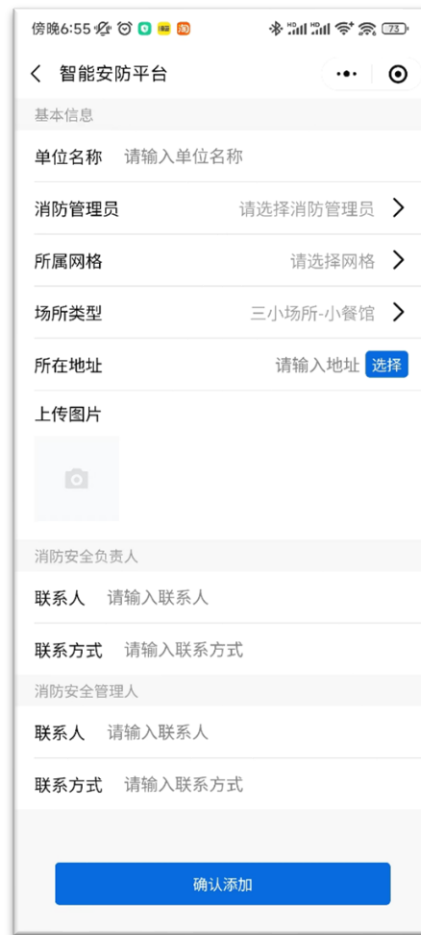 傍晚6:55
73
智能安防平台
基本信息
单位名称 请输入单位名称
消防管理员 请选择消防管理员
所属网格 请选择网格
场所类型 三小场所-小餐馆
所在地址 请输入地址 选择
上传图片
消防安全负责人
联系人 请输入联系人
联系方式 请输入联系方式
消防安全管理人
联系人 请输入联系人
联系方式 请输入联系方式
确认添加